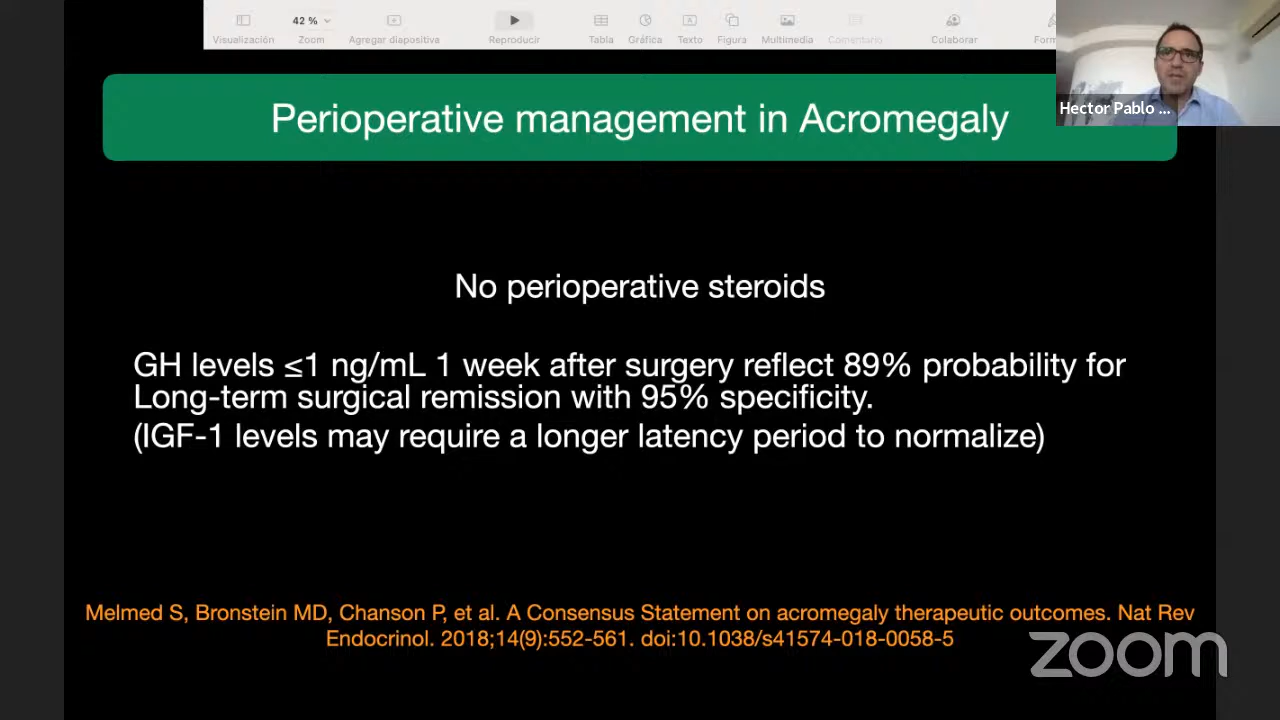 42 %
Visualización
Zoom
Agregar diapositiva
Reproducir
Tabla
Gráfica
Texto
Figura
Multimedia
Comentario
Colaborar
Form
Hector Pablo ...
Perioperative management in Acromegaly
No perioperative steroids
GH levels ≤1 ng/mL 1 week after surgery reflect 89% probability for
Long-term surgical remission with 95% specificity.
(IGF-1 levels may require a longer latency period to normalize)
Melmed S, Bronstein MD, Chanson P, et al. A Consensus Statement on acromegaly therapeutic outcomes. Nat Rev
Endocrinol. 2018;14(9):552-561. doi:10.1038/s41574-018-0058-5
zoom